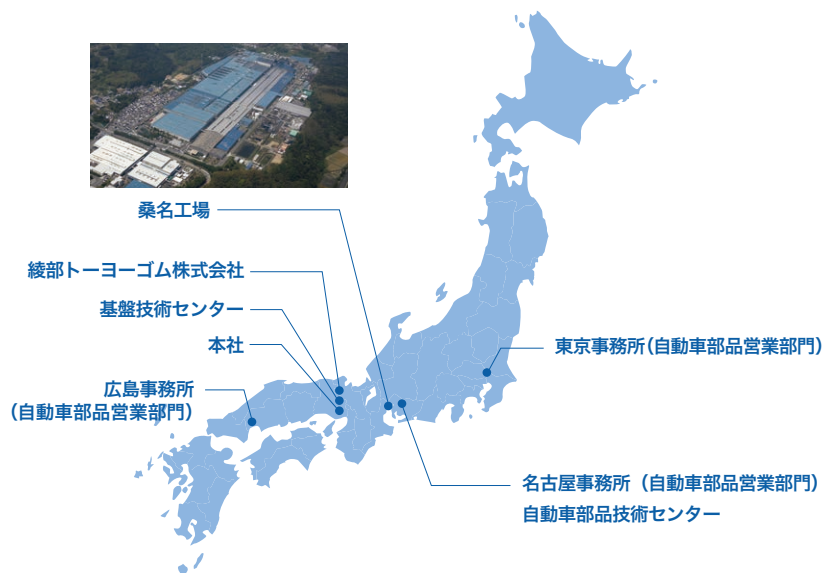 桑名工場
綾部トーヨーゴム株式会社
基盤技術センター
本社
広島事務所
（自動車部品営業部門）
東京事務所（自動車部品営業部門）
名古屋事務所（自動車部品営業部門）
自動車部品技術センター